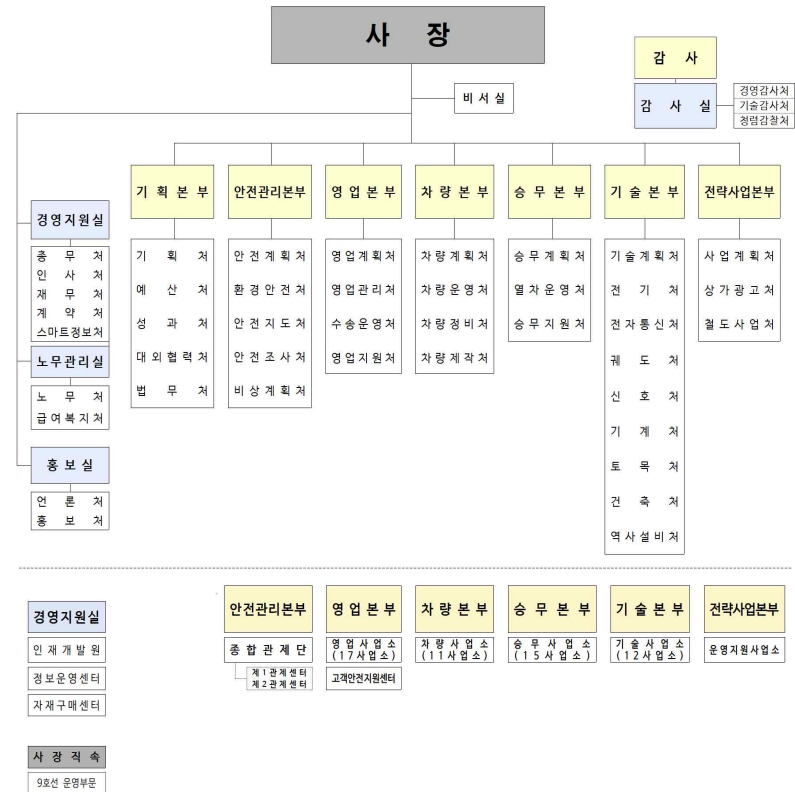 사 장
감 사
비 서 실
감 사 실
경영감사처
기술감사처
청렴감찰처
기 획 본 부
안전관리본부
영 업 본 부
차 량 본 부
승 무 본 부
기 술 본 부
전략사업본부
경영지원실
총 무 처
인 사 처
재 무 처
계 약 처
스마트정보처
노무관리실
노 무 처
급여복지처
홍 보 실
언 론 처
홍 보 처
기 획 처
예 산 처
성 과 처
대외협력처
법 무 처
안전계획처
환경안전처
안전지도처
안전조사처
비상계획처
영업계획처
영업관리처
수송운영처
영업지원처
차량계획처
차량운영처
차량정비처
차량제작처
승무계획처
열차운영처
승무지원처
기술계획처
전 기 처
전자통신처
궤 도 처
신 호 처
기 계 처
토 목 처
건 축 처
역사설비처
사업계획처
상가광고처
철도사업처
경영지원실
인재개발원
정보운영센터
자재구매센터
사 장 직 속
9호선 운영부문
안전관리본부
종합관제단
제1관제센터
제2관제센터
영 업 본 부
영업사업소
(17사업소)
고객안전지원센터
차 량 본 부
차량사업소
(11사업소)
승 무 본 부
승무사업소
(15사업소)
기 술 본 부
기술사업소
(12사업소)
전략사업본부
운영지원사업소